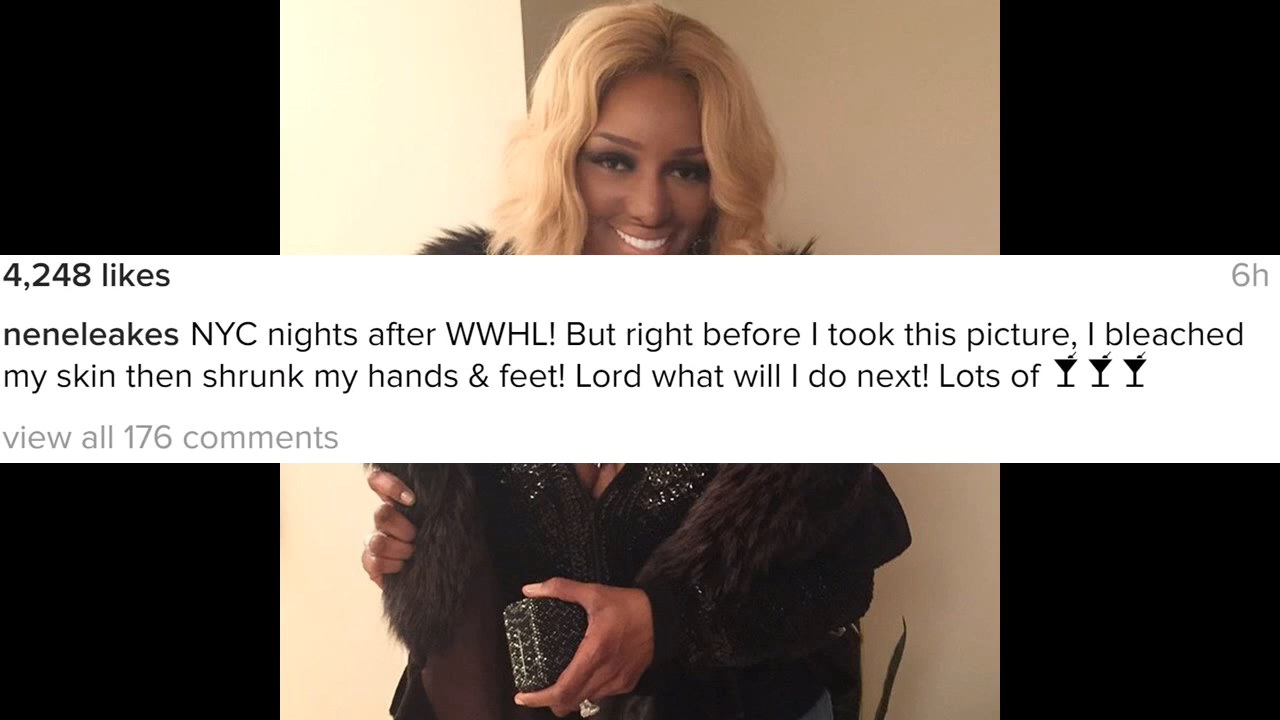 4,248 likes
6h
neneleakes NYC nights after WWHL! But right before I took this picture, I bleached
my skin then shrunk my hands & feet! Lord what will I do next! Lots of 🍸🍸🍸
view all 176 comments